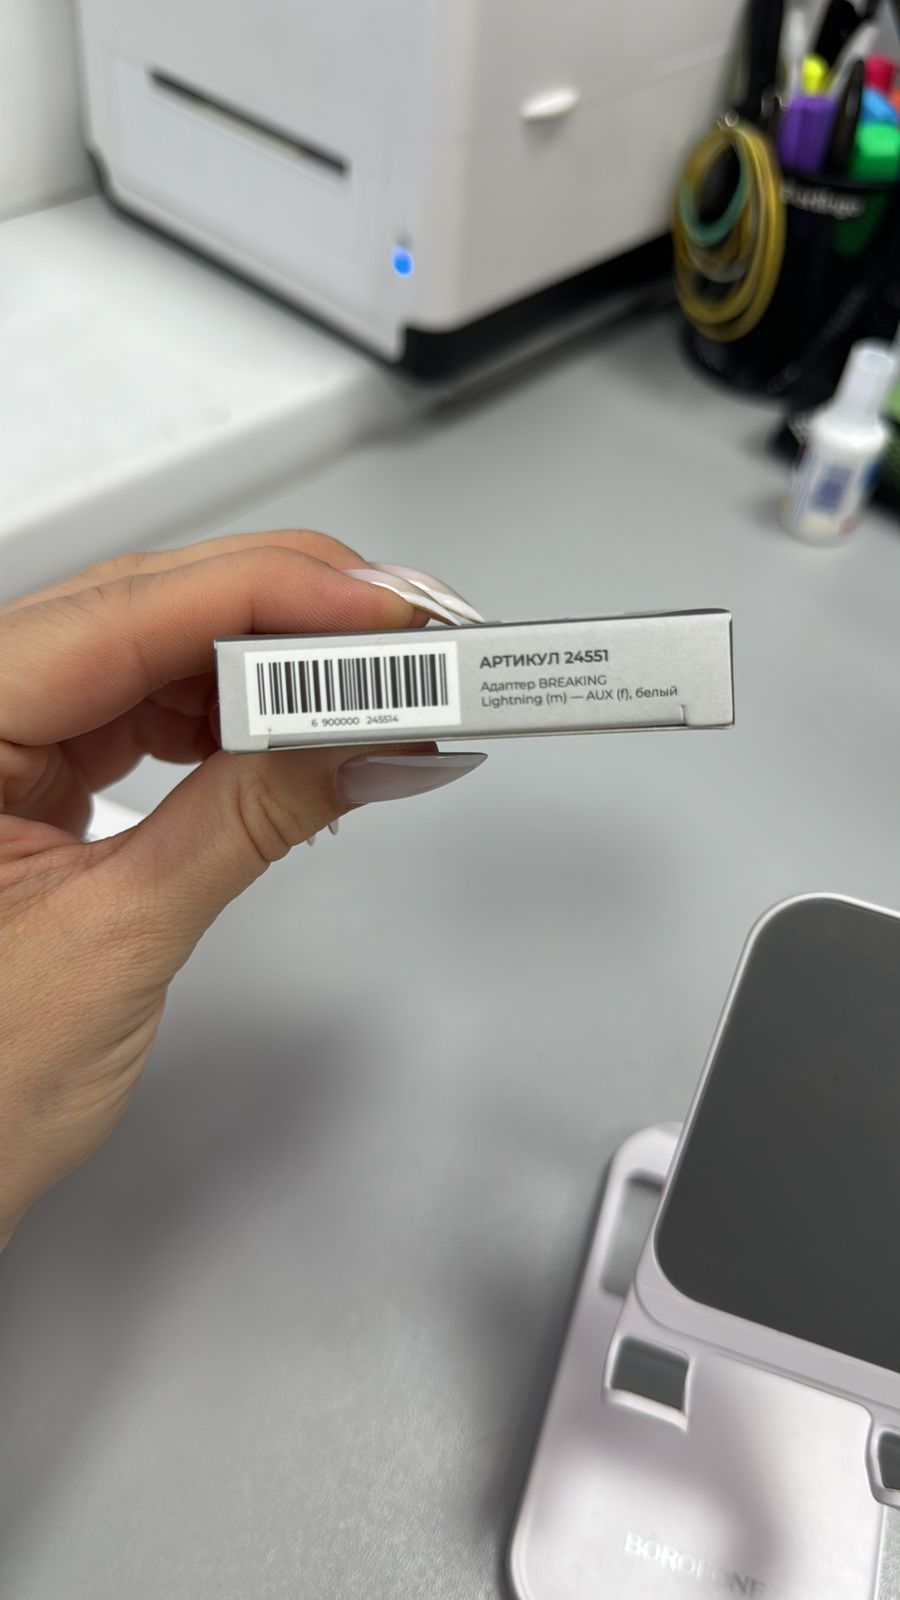 АРТИКУЛ 24551
Адаптер BREAKING
Lightning (m) — AUX (f), белый
6 900000 245514
BOROFONE